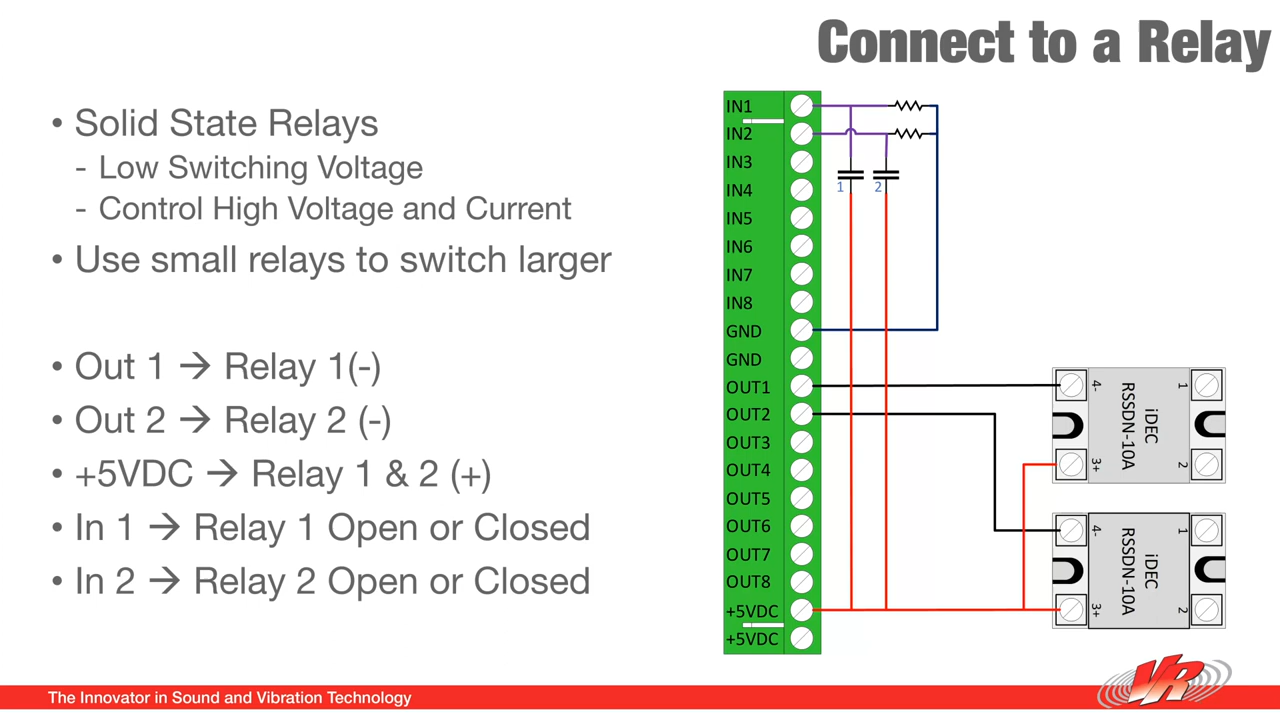 Connect to a Relay
• Solid State Relays
- Low Switching Voltage
- Control High Voltage and Current
• Use small relays to switch larger
• Out 1 → Relay 1(-)
• Out 2 → Relay 2 (-)
• +5VDC → Relay 1 & 2 (+)
• In 1 → Relay 1 Open or Closed
• In 2 → Relay 2 Open or Closed
IN1
IN2
IN3
IN4
IN5
IN6
IN7
IN8
GND
GND
OUT1
OUT2
OUT3
OUT4
OUT5
OUT6
OUT7
OUT8
+5VDC
+5VDC
1
2
4-
3+
iDEC
RSSDN-10A
1
2
4-
3+
iDEC
RSSDN-10A
1
2
The Innovator in Sound and Vibration Technology
VR